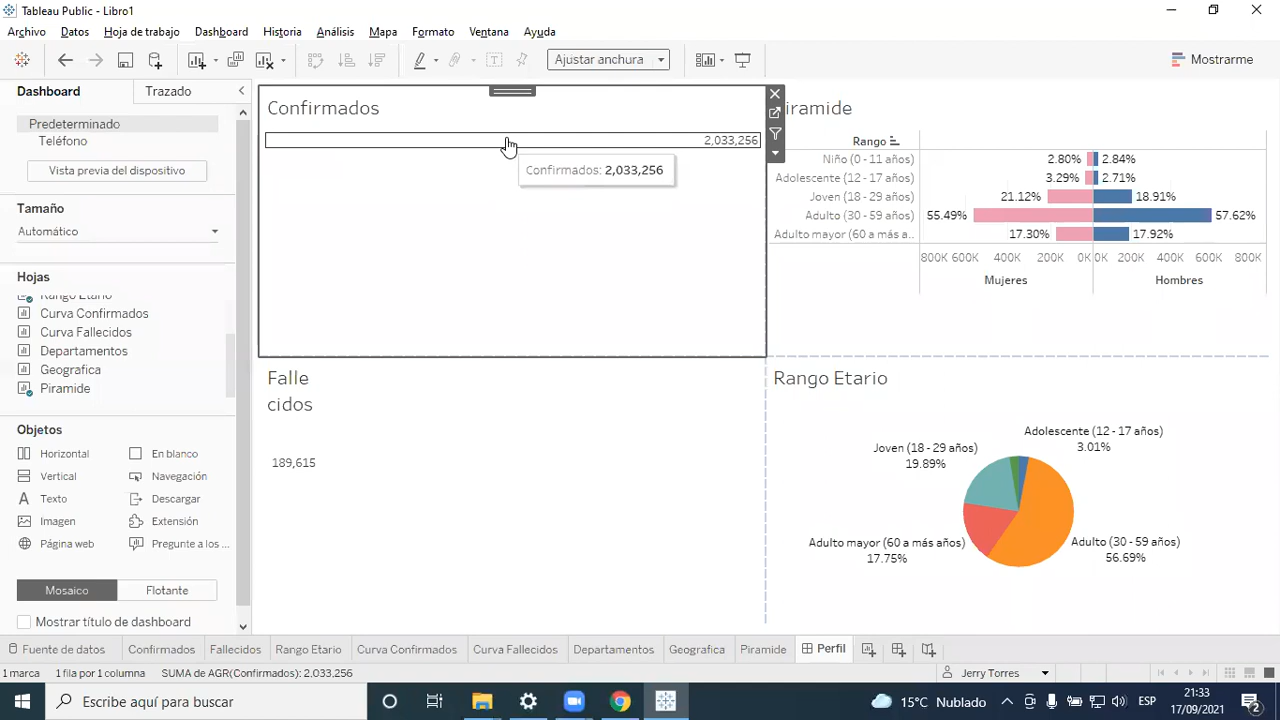 Tableau Public - Libro1
Archivo Datos Hoja de trabajo Dashboard Historia Análisis Mapa Formato Ventana Ayuda
Ajustar anchura
Mostrarme
Dashboard Trazado
Predeterminado
Teléfono
Vista previa del dispositivo
Tamaño
Automático
Hojas
Rango Etario
Curva Confirmados
Curva Fallecidos
Departamentos
Geografica
Piramide
Objetos
Horizontal En blanco
Vertical Navegación
Texto Descargar
Imagen Extensión
Página web Pregunte a los ...
Mosaico Flotante
Mostrar título de dashboard
Confirmados
2,033,256
Confirmados: 2,033,256
iramide
Rango
Niño (0 - 11 años) 2.80% 2.84%
Adolescente (12 - 17 años) 3.29% 2.71%
Joven (18 - 29 años) 21.12% 18.91%
Adulto (30 - 59 años) 55.49% 57.62%
Adulto mayor (60 a más a.. 17.30% 17.92%
800K 600K 400K 200K 0K 0K 200K 400K 600K 800K
Mujeres Hombres
Falle
cidos
189,615
Rango Etario
Adolescente (12 - 17 años)
3.01%
Joven (18 - 29 años)
19.89%
Adulto mayor (60 a más años)
17.75%
Adulto (30 - 59 años)
56.69%
Fuente de datos Confirmados Fallecidos Rango Etario Curva Confirmados Curva Fallecidos Departamentos Geografica Piramide Perfil
1 marca 1 fila por 1 columna SUMA de AGR(Confirmados): 2,033,256 Jerry Torres
Escribe aquí para buscar
15°C Nublado
ESP
21:33
17/09/2021
2